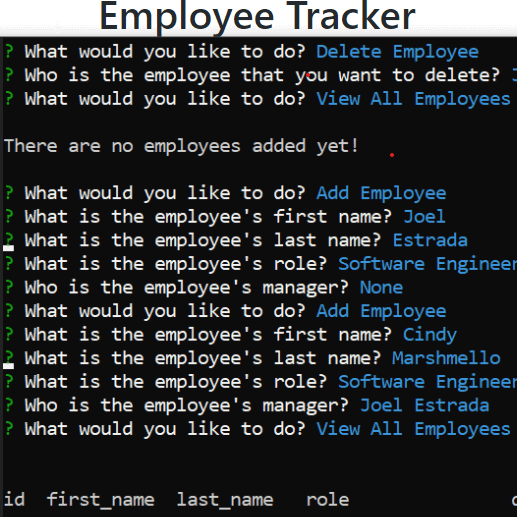 Employee Tracker
? What would you like to do? Delete Employee
? Who is the employee that you want to delete?
? What would you like to do? View All Employees
There are no employees added yet!
? What would you like to do? Add Employee
? What is the employee's first name? Joel
? What is the employee's last name? Estrada
? What is the employee's role? Software Engineer
? Who is the employee's manager? None
? What would you like to do? Add Employee
? What is the employee's first name? Cindy
? What is the employee's last name? Marshmello
? What is the employee's role? Software Engineer
? Who is the employee's manager? Joel Estrada
? What would you like to do? View All Employees
id first_name last_name role